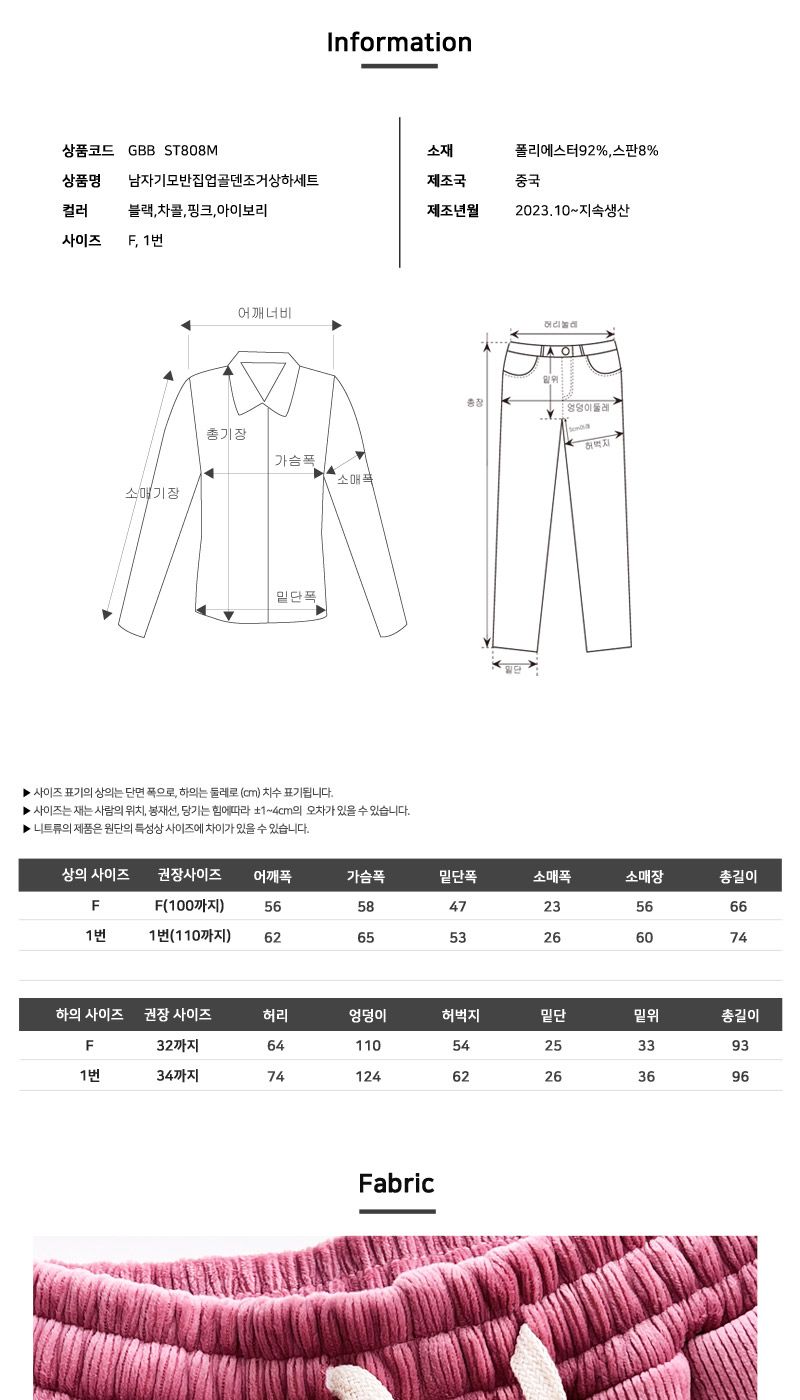 Information
상품코드 GBB ST808M
상품명 남자기모반집업골덴조거상하세트
컬러 블랙,차콜,핑크,아이보리
사이즈 F, 1번
소재 폴리에스터92%,스판8%
제조국 중국
제조년월 2023.10~지속생산
어깨너비
총기장
가슴폭
소매폭
소매기장
밑단폭
허리둘레
밑위
총장
엉덩이둘레
허벅지
밑단
▶ 사이즈 표기의 상의는 단면 폭으로, 하의는 둘레로 (cm) 치수 표기됩니다.
▶ 사이즈는 재는 사람의 위치, 봉재선, 당기는 힘에따라 ±1~4cm의 오차가 있을 수 있습니다.
▶ 니트류의 제품은 원단의 특성상 사이즈에 차이가 있을 수 있습니다.
상의 사이즈 권장사이즈 어깨폭 가슴폭 밑단폭 소매폭 소매장 총길이
F F(100까지) 56 58 47 23 56 66
1번 1번(110까지) 62 65 53 26 60 74
하의 사이즈 권장 사이즈 허리 엉덩이 허벅지 밑단 밑위 총길이
F 32까지 64 110 54 25 33 93
1번 34까지 74 124 62 26 36 96
Fabric